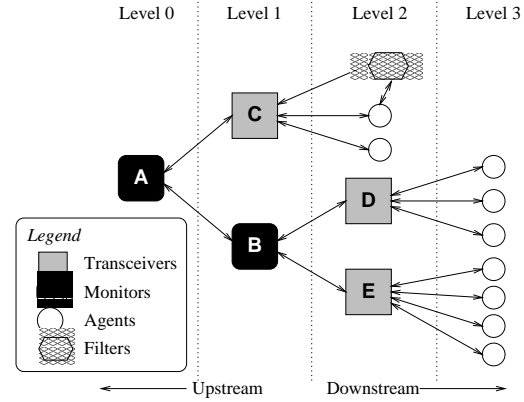 Level 0 Level 1 Level 2 Level 3
C
A
D
B
E
Legend
Transceivers
Monitors
Agents
Filters
Upstream Downstream